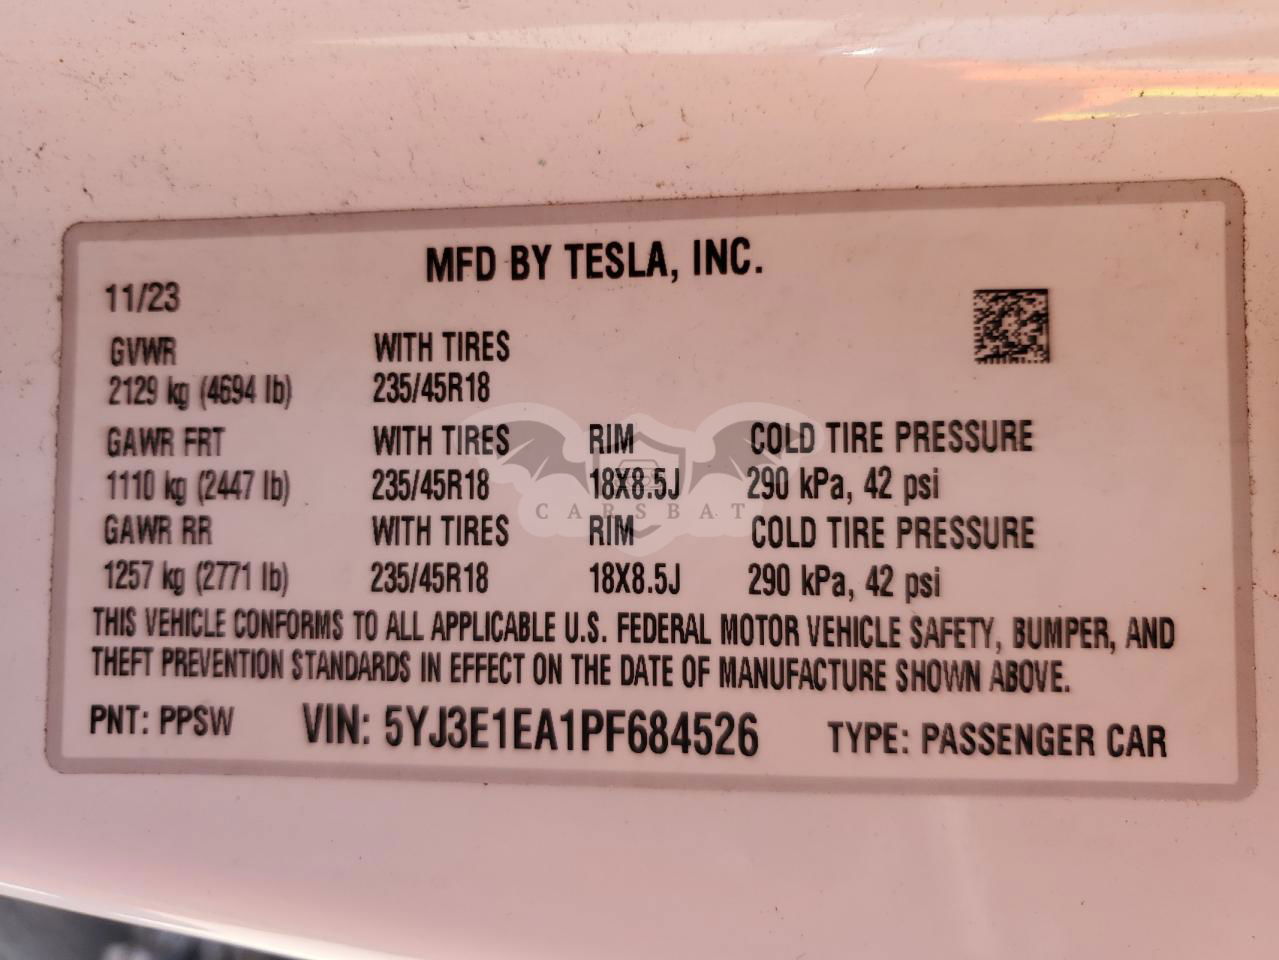 MFD BY TESLA, INC.
11/23
GVWR WITH TIRES
2129 kg (4694 lb) 235/45R18
GAWR FRT WITH TIRES RIM COLD TIRE PRESSURE
1110 kg (2447 lb) 235/45R18 18X8.5J 290 kPa, 42 psi
CARSBAT
GAWR RR WITH TIRES RIM COLD TIRE PRESSURE
1257 kg (2771 lb) 235/45R18 18X8.5J 290 kPa, 42 psi
THIS VEHICLE CONFORMS TO ALL APPLICABLE U.S. FEDERAL MOTOR VEHICLE SAFETY, BUMPER, AND
THEFT PREVENTION STANDARDS IN EFFECT ON THE DATE OF MANUFACTURE SHOWN ABOVE.
PNT: PPSW VIN: 5YJ3E1EA1PF684526 TYPE: PASSENGER CAR